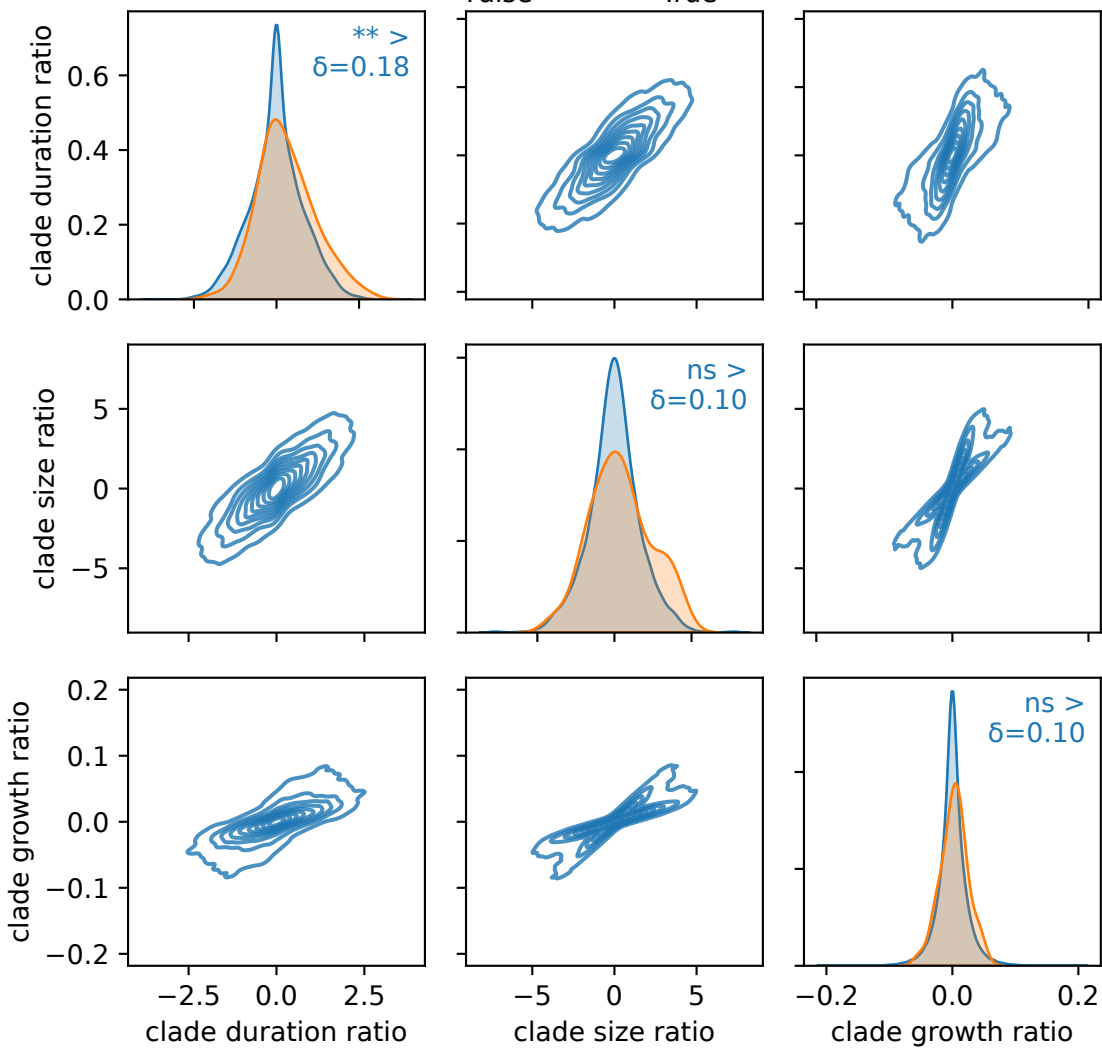 clade duration ratio
0.6
0.4
0.2
0.0
** >
δ=0.18
clade size ratio
5
0
−5
ns >
δ=0.10
clade growth ratio
0.2
0.1
0.0
−0.1
−0.2
ns >
δ=0.10
−2.5 0.0 2.5
−5 0 5
−0.2 0.0 0.2
clade duration ratio
clade size ratio
clade growth ratio